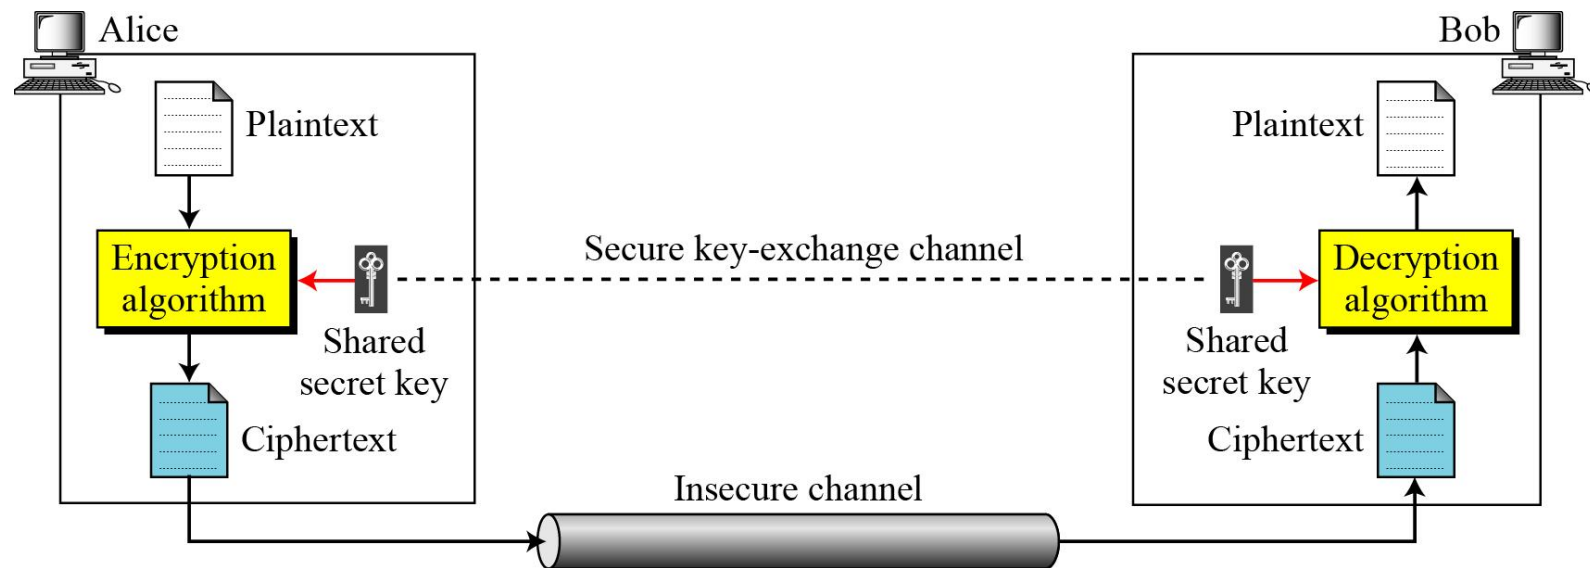 Alice
Bob
Plaintext
Plaintext
Encryption
algorithm
Secure key-exchange channel
Decryption
algorithm
Shared
secret key
Shared
secret key
Ciphertext
Ciphertext
Insecure channel